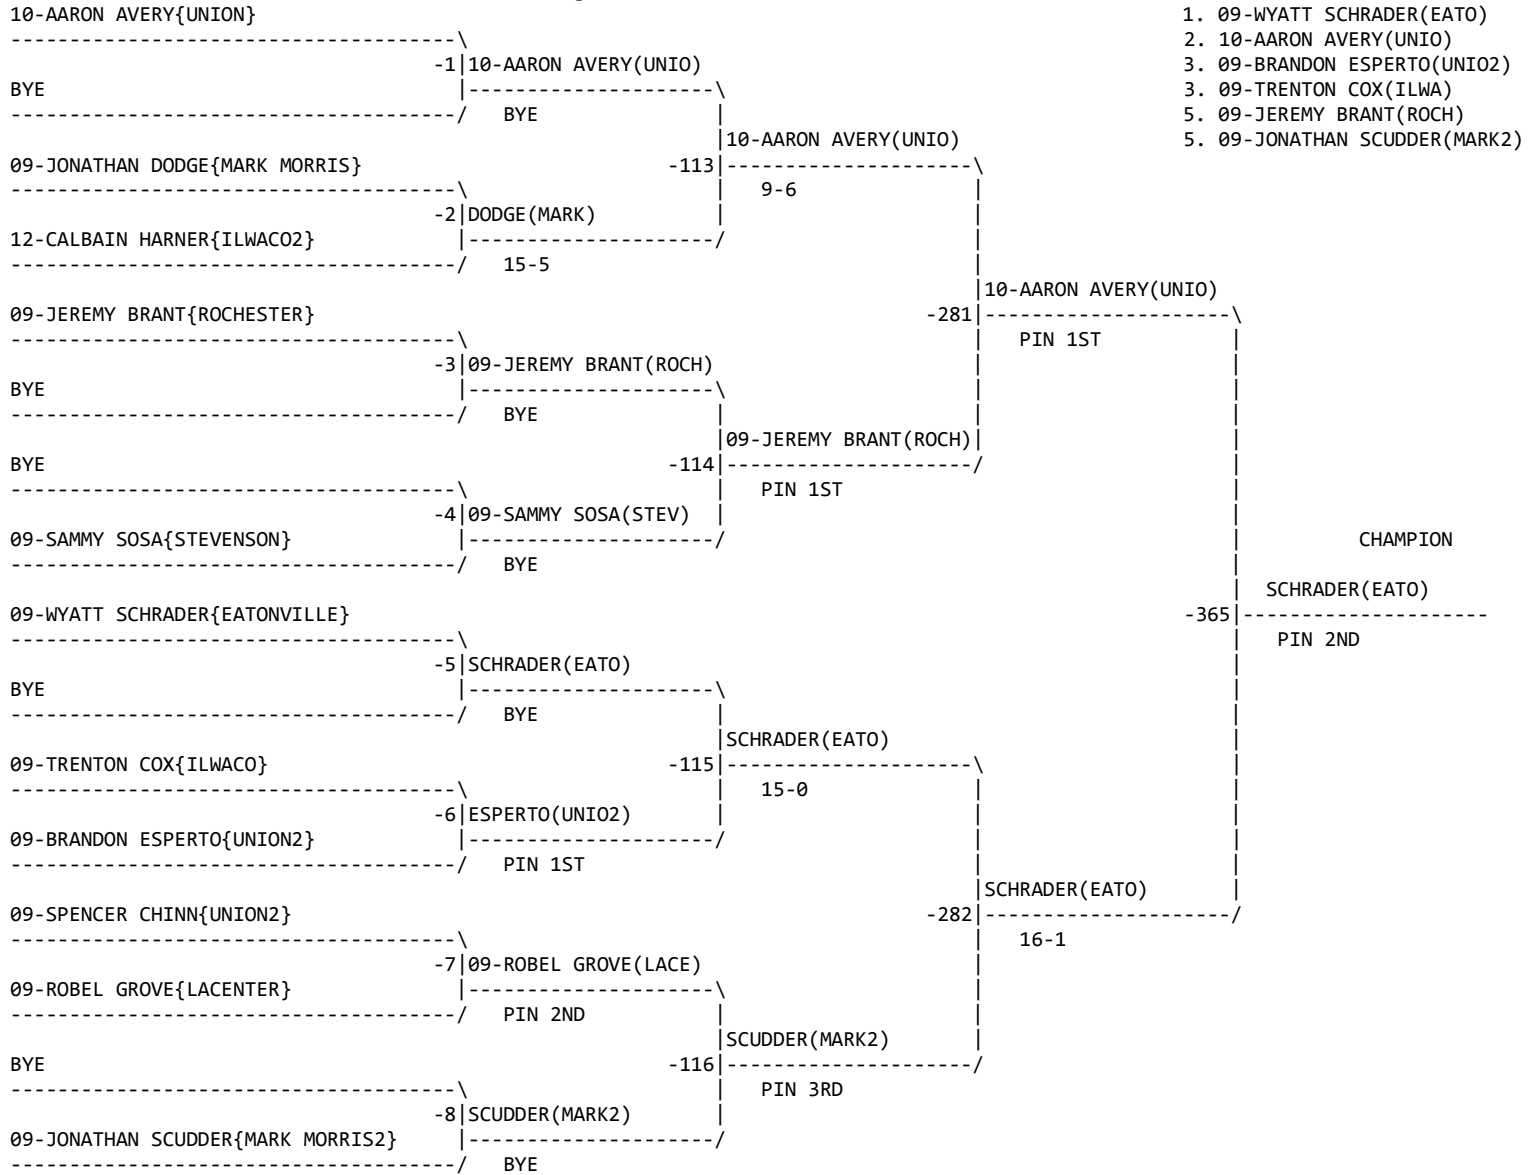 10-AARON AVERY{UNION} 1. 09-WYATT SCHRADER(EATO)
2. 10-AARON AVERY(UNIO)
-1 10-AARON AVERY(UNIO) 3. 09-BRANDON ESPERTO(UNIO2)
BYE 3. 09-TRENTON COX(ILWA)
BYE 5. 09-JEREMY BRANT(ROCH)
10-AARON AVERY(UNIO) 5. 09-JONATHAN SCUDDER(MARK2)
09-JONATHAN DODGE{MARK MORRIS} -113
9-6
-2 DODGE(MARK)
12-CALBAIN HARNER{ILWACO2}
15-5
10-AARON AVERY(UNIO)
09-JEREMY BRANT{ROCHESTER} -281
PIN 1ST
-3 09-JEREMY BRANT(ROCH)
BYE
BYE
09-JEREMY BRANT(ROCH)
BYE -114
PIN 1ST
-4 09-SAMMY SOSA(STEV)
09-SAMMY SOSA{STEVENSON} CHAMPION
BYE
SCHRADER(EATO)
09-WYATT SCHRADER{EATONVILLE} -365
PIN 2ND
-5 SCHRADER(EATO)
BYE
BYE
SCHRADER(EATO)
09-TRENTON COX{ILWACO} -115
15-0
-6 ESPERTO(UNIO2)
09-BRANDON ESPERTO{UNION2}
PIN 1ST
SCHRADER(EATO)
09-SPENCER CHINN{UNION2} -282
16-1
-7 09-ROBEL GROVE(LACE)
09-ROBEL GROVE{LACENTER}
PIN 2ND
SCUDDER(MARK2)
BYE -116
PIN 3RD
-8 SCUDDER(MARK2)
09-JONATHAN SCUDDER{MARK MORRIS2}
BYE